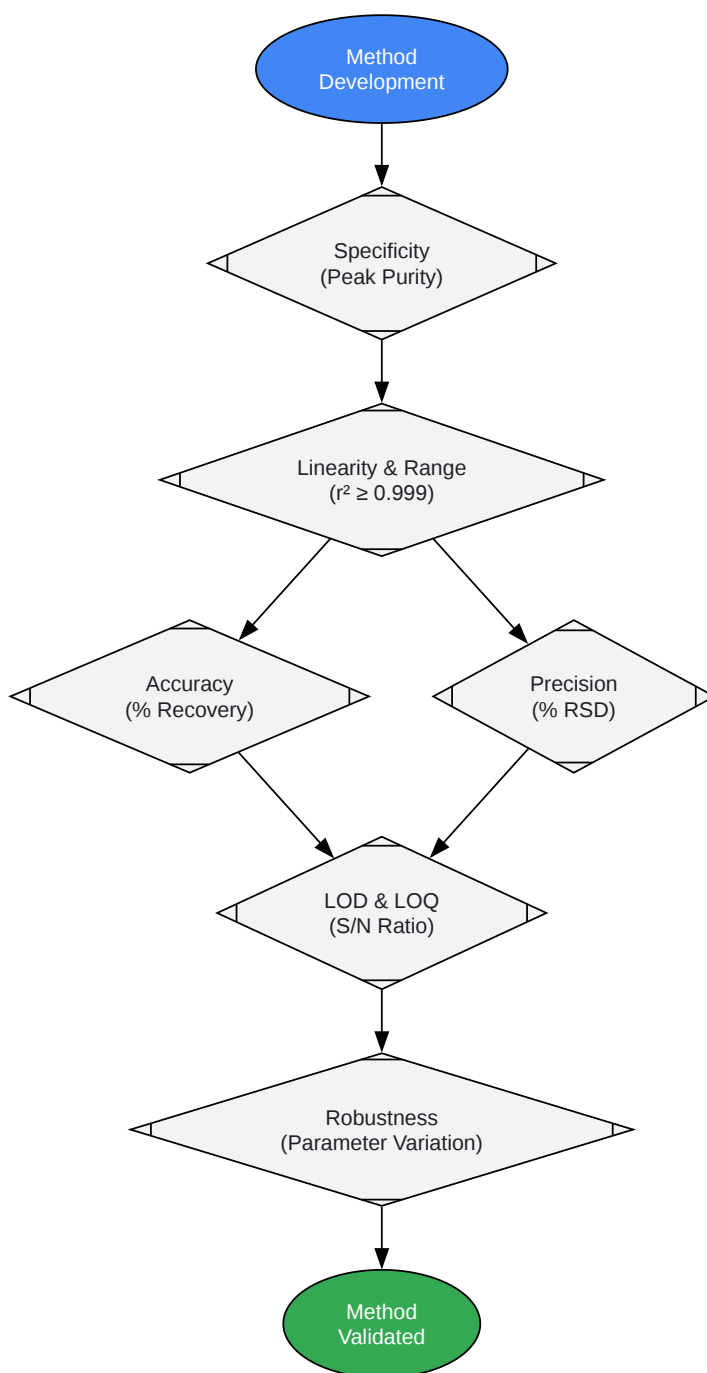 Method
Development
Specificity
(Peak Purity)
Linearity & Range
(r² ≥ 0.999)
Accuracy
(% Recovery)
Precision
(% RSD)
LOD & LOQ
(S/N Ratio)
Robustness
(Parameter Variation)
Method
Validated